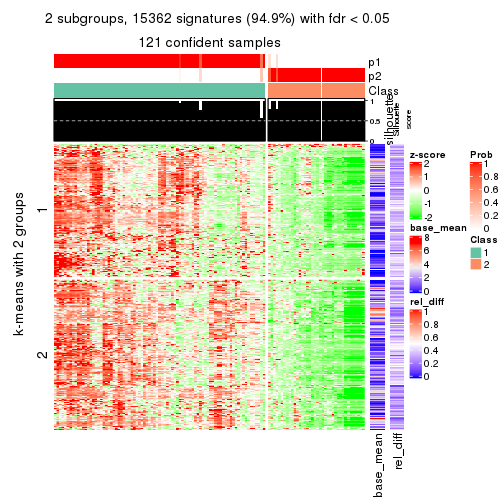 2 subgroups, 15362 signatures (94.9%) with fdr < 0.05
121 confident samples
p1
p2
Class
1
0.5
0
silhouette
Silhouette
score
k-means with 2 groups
1
2
base_mean
rel_diff
z-score
2
1
0
-1
-2
base_mean
8
6
4
2
0
rel_diff
1
0.8
0.6
0.4
0.2
0
Prob
1
0.8
0.6
0.4
0.2
0
Class
1
2